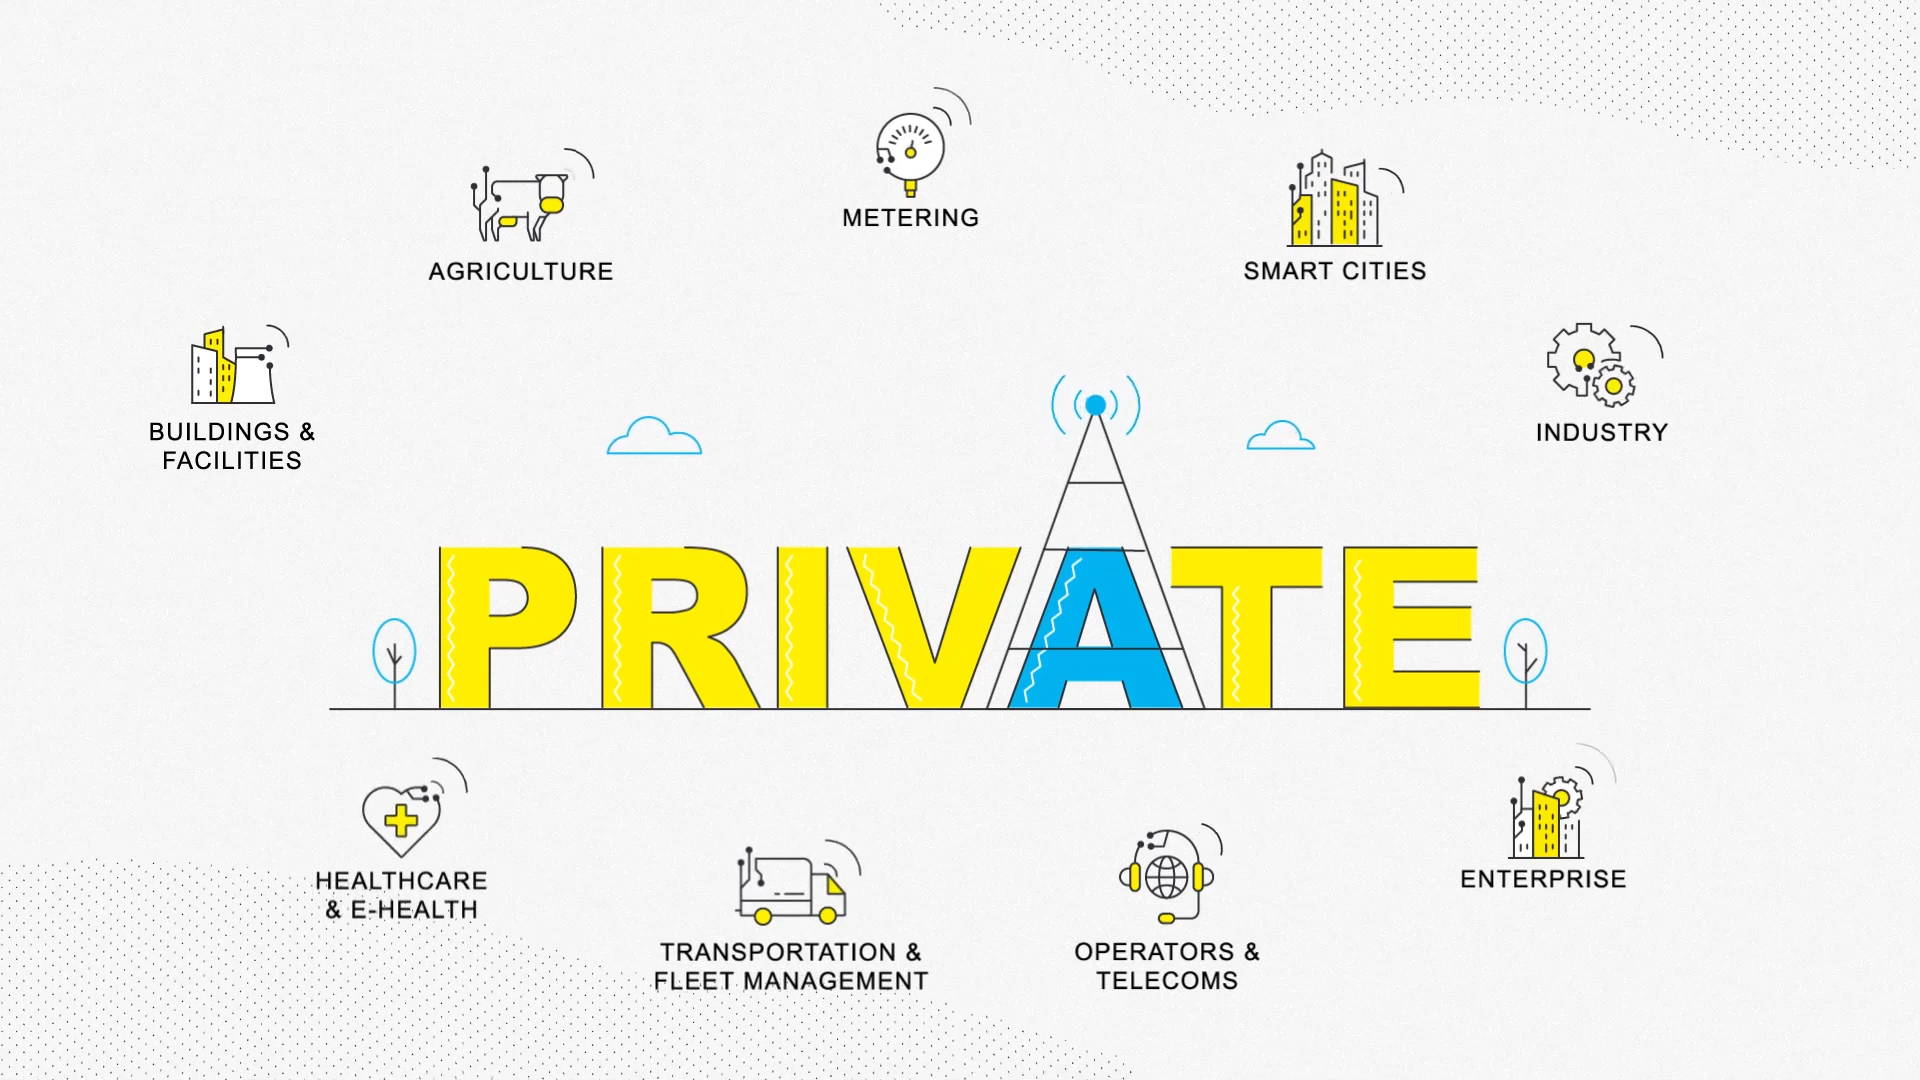 METERING
AGRICULTURE
SMART CITIES
BUILDINGS &
FACILITIES
INDUSTRY
PRIVATE
HEALTHCARE
& E-HEALTH
TRANSPORTATION &
FLEET MANAGEMENT
OPERATORS &
TELECOMS
ENTERPRISE